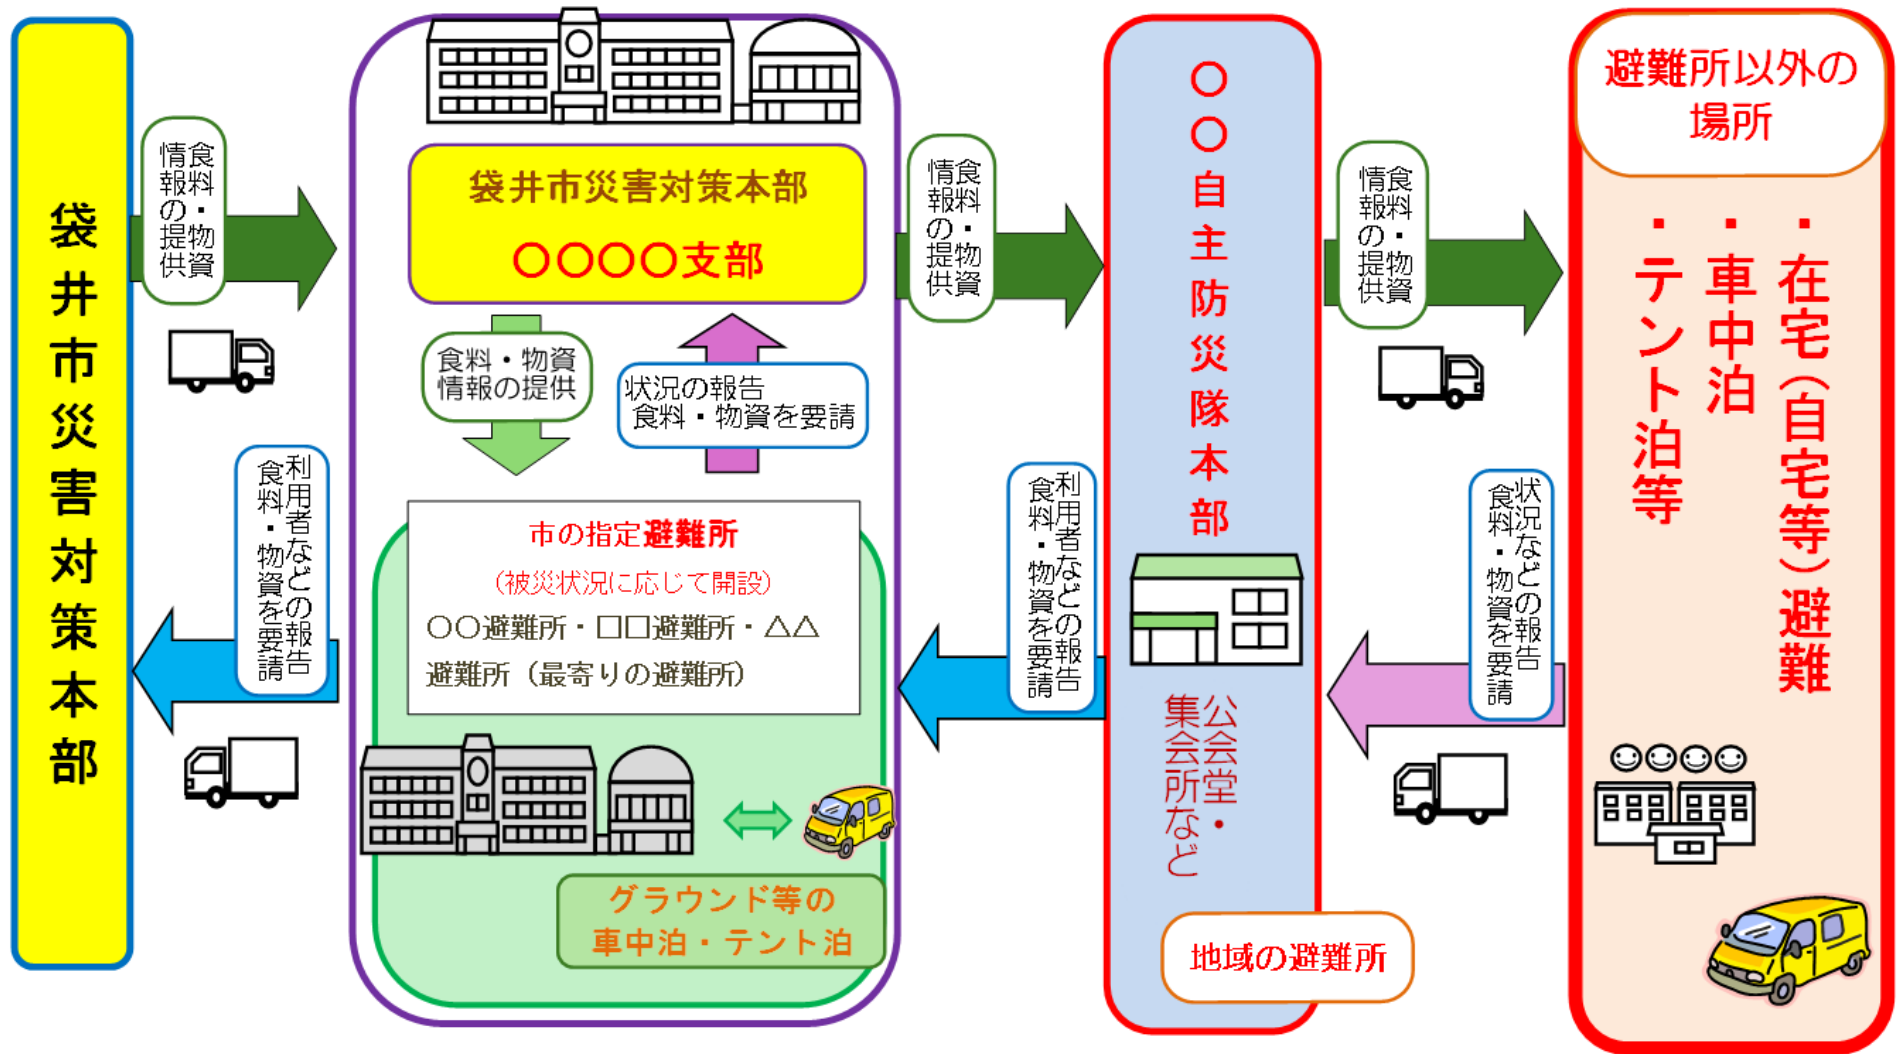 袋井市災害対策本部
食料・物資
情報の提供
利用者などの報告
食料・物資を要請
袋井市災害対策本部
〇〇〇〇支部
食料・物資
情報の提供
状況の報告
食料・物資を要請
市の指定避難所
（被災状況に応じて開設）
〇〇避難所・□□避難所・△△
避難所（最寄りの避難所）
グラウンド等の
車中泊・テント泊
食料・物資
情報の提供
利用者などの報告
食料・物資を要請
〇〇自主防災隊本部
公会堂・
集会所など
地域の避難所
食料・物資
情報の提供
状況などの報告
食料・物資を要請
避難所以外の
場所
・在宅（自宅等）避難
・車中泊
・テント泊等